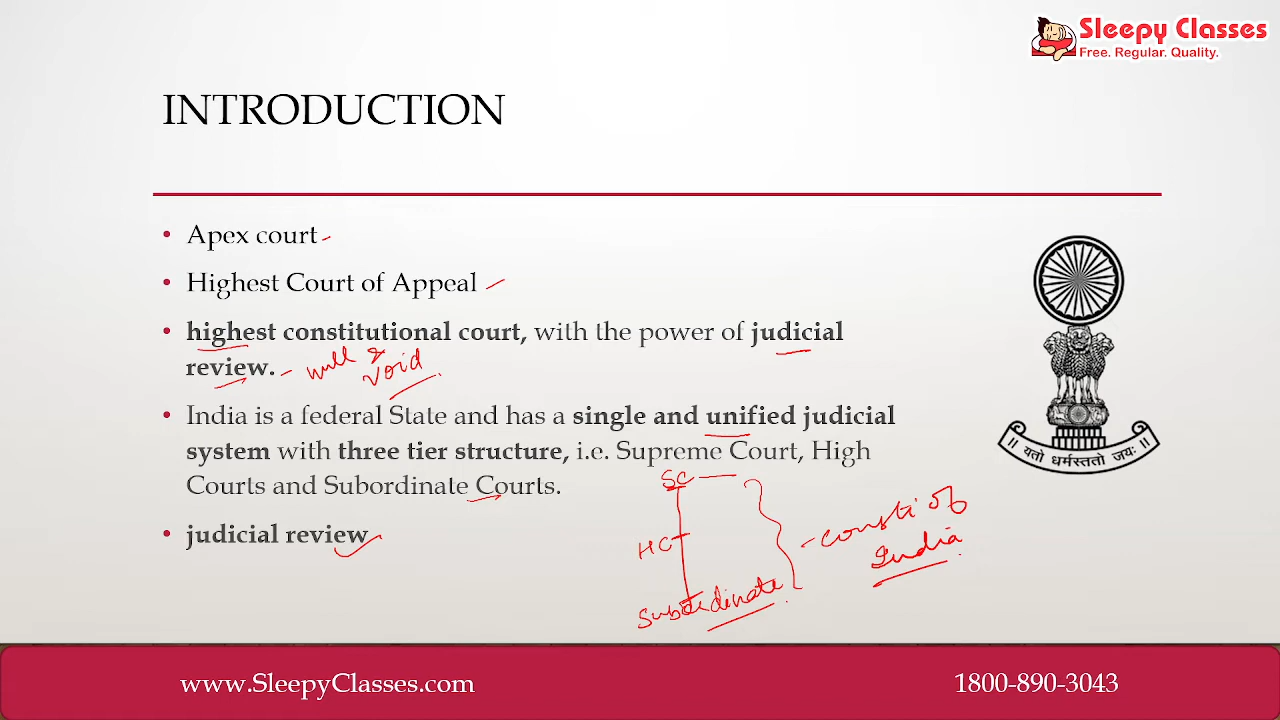 Sleepy Classes
Free. Regular. Quality.
INTRODUCTION
• Apex court
• Highest Court of Appeal
• highest constitutional court, with the power of judicial
review. - null & void
• India is a federal State and has a single and unified judicial
system with three tier structure, i.e. Supreme Court, High
Courts and Subordinate Courts.
• judicial review
SC
HC
Subordinate
- consti of
India
॥ यतो धर्मस्ततो जयः ॥
www.SleepyClasses.com
1800-890-3043